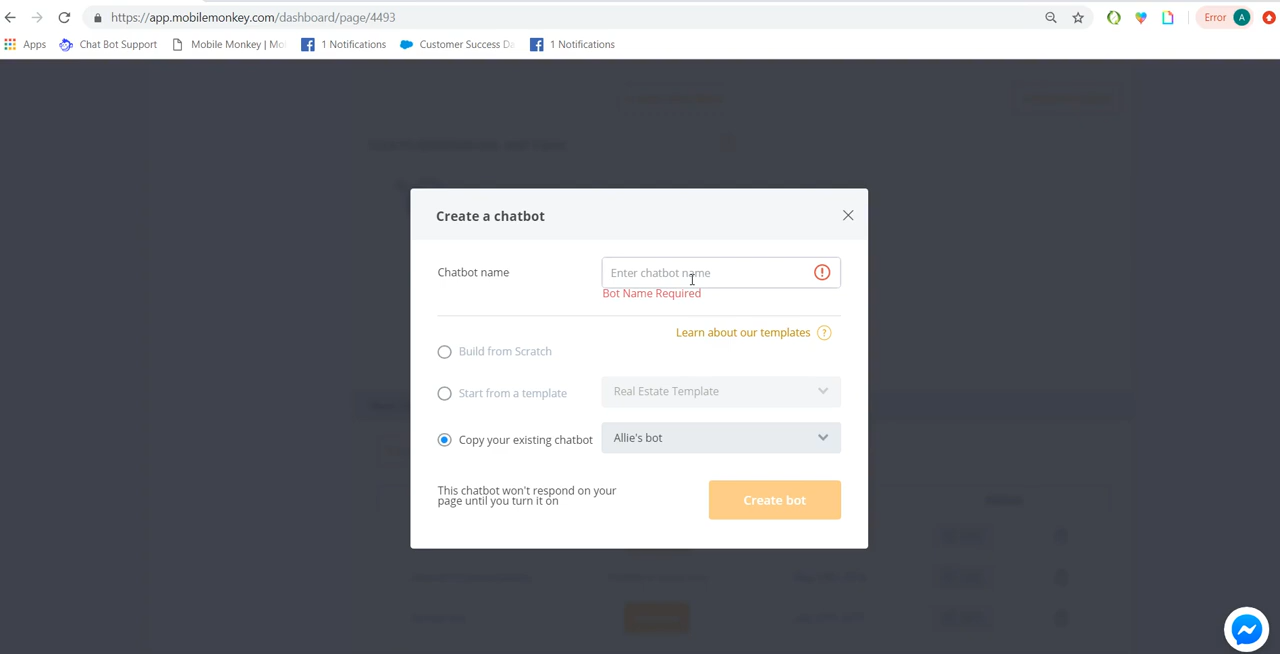 https://app.mobilemonkey.com/dashboard/page/4493
Error A
Apps Chat Bot Support Mobile Monkey | Mo 1 Notifications Customer Success Da 1 Notifications
Create a chatbot
Chatbot name
Enter chatbot name
Bot Name Required
Learn about our templates ?
Build from Scratch
Start from a template
Real Estate Template
Copy your existing chatbot
Allie's bot
This chatbot won't respond on your
page until you turn it on
Create bot